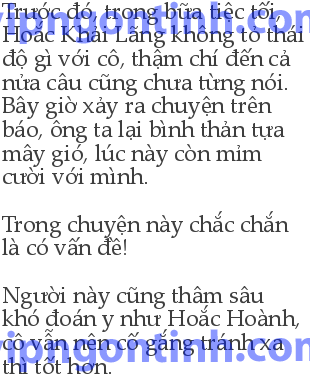 Trước đó, trong bữa tiệc tối,
Hoắc Khải Lãng không tỏ thái
độ gì với cô, thậm chí đến cả
nửa câu cũng chưa từng nói.
Bây giờ xảy ra chuyện trên
báo, ông ta lại bình thản tựa
mây gió, lúc này còn mỉm
cười với mình.
Trong chuyện này chắc chắn
là có vấn đề!
Người này cũng thâm sâu
khó đoán y như Hoắc Hoành,
vipngontinh.com
cô vẫn nên cố gắng tránh xa
thì tốt hơn.